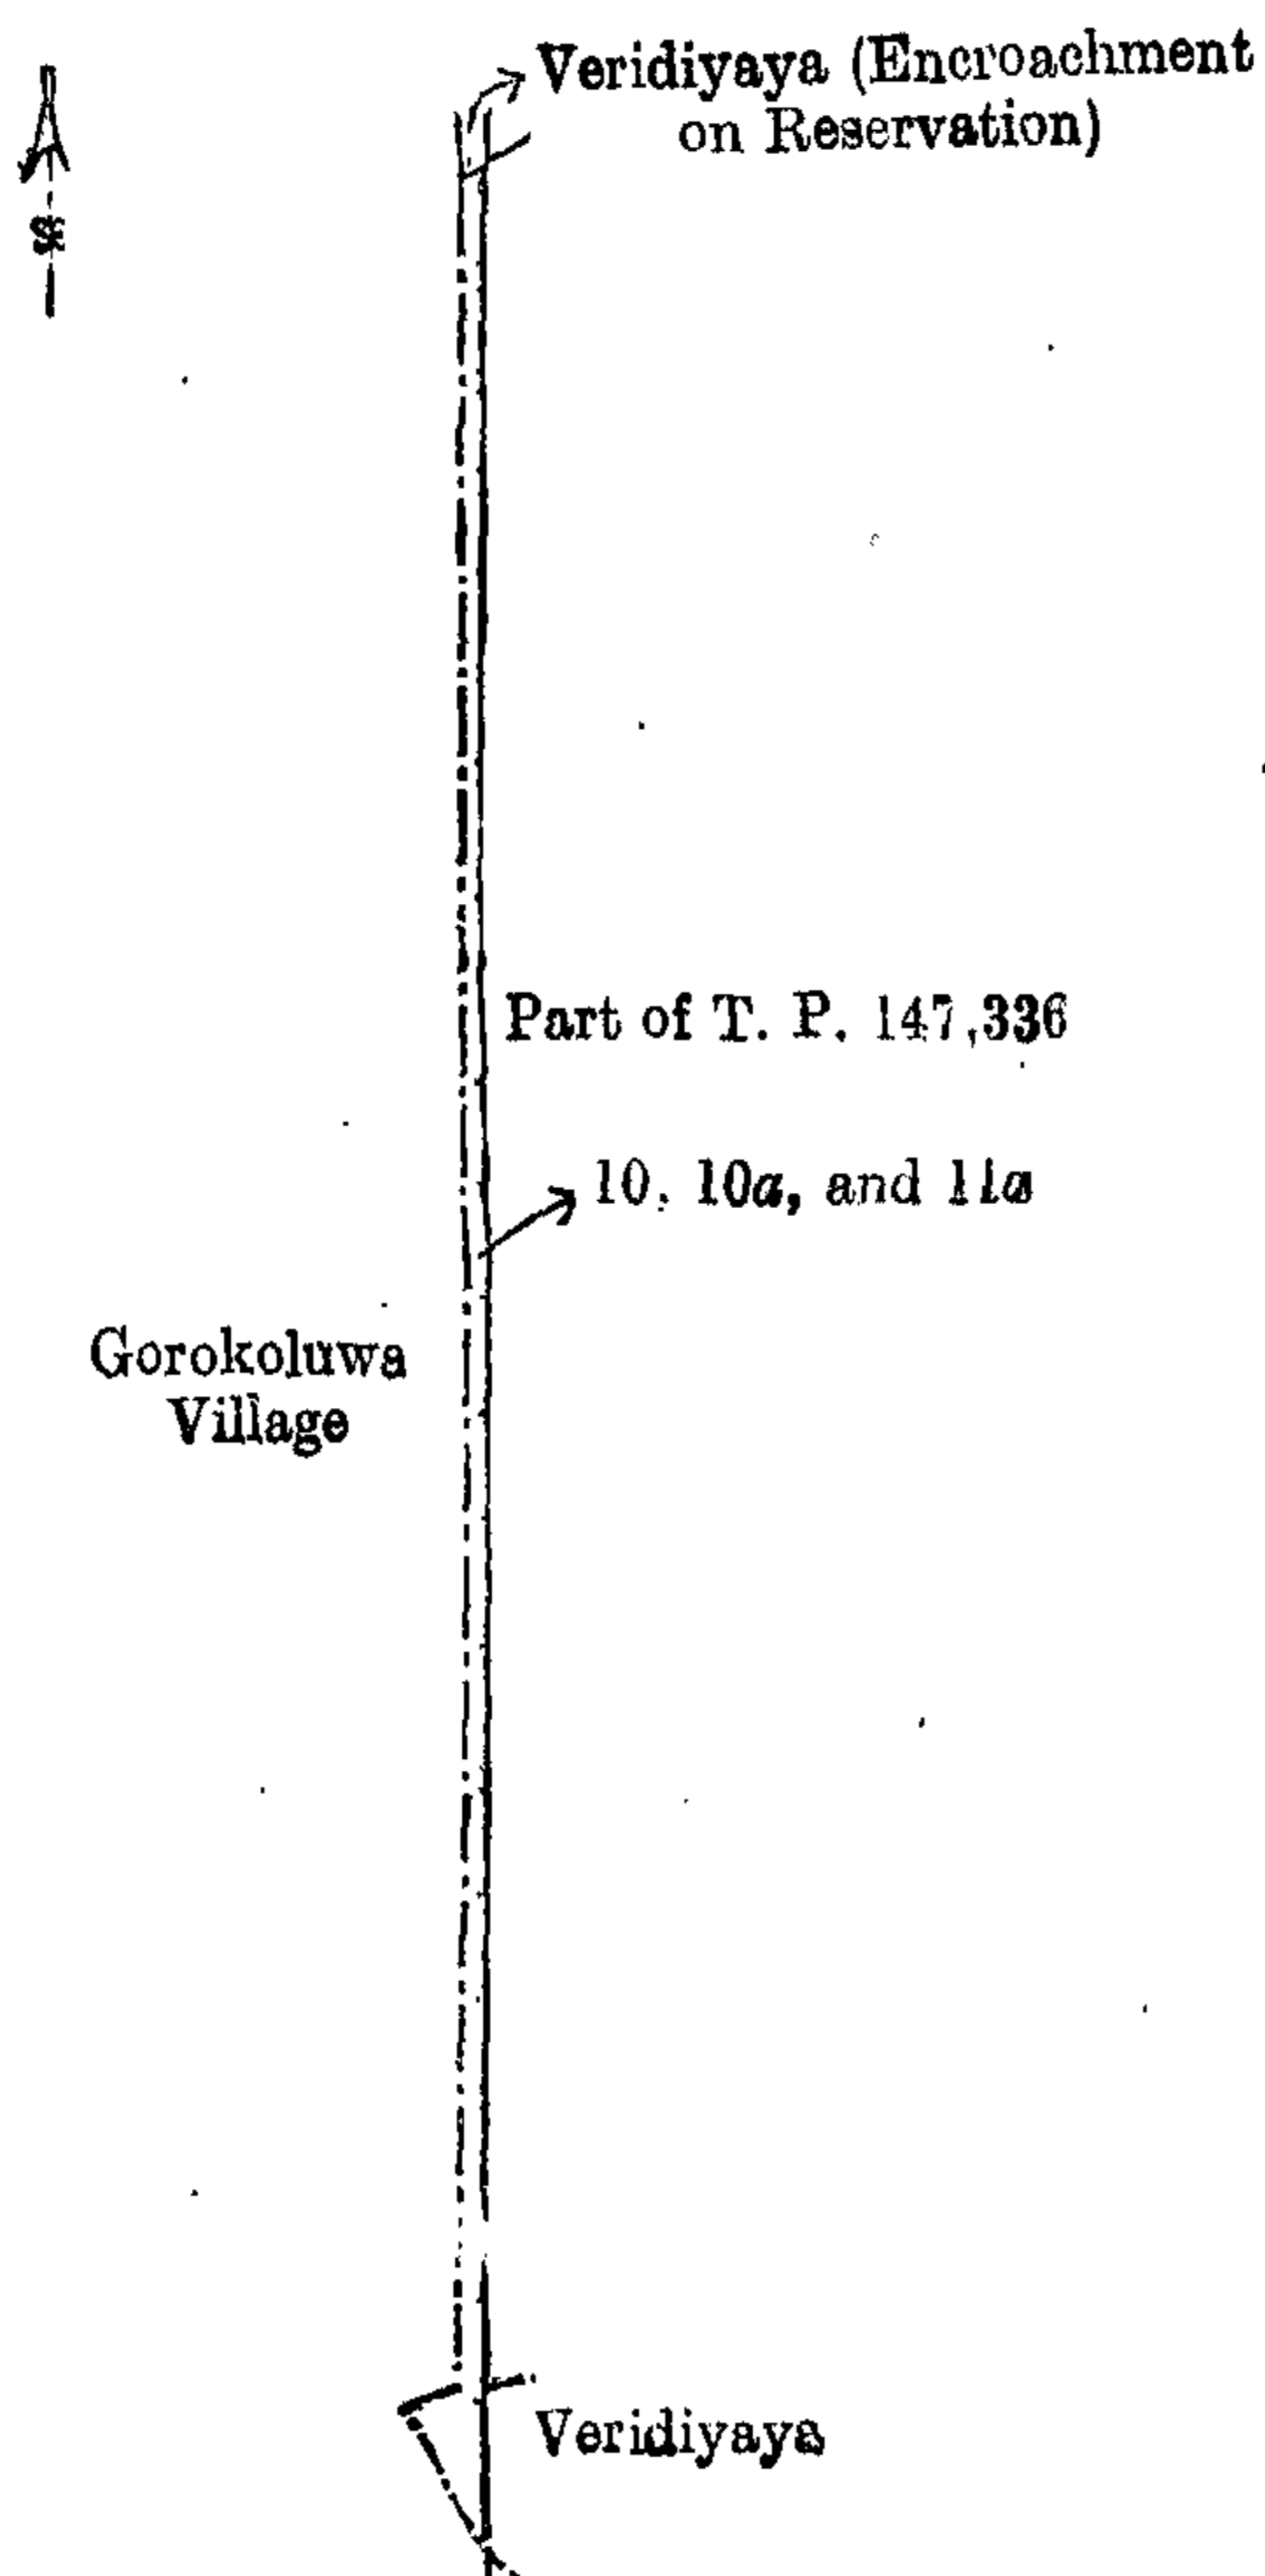 Veridiyaya (Encroachment
on Reservation)
Part of T. P. 147,336
10, 10a, and 11a
Gorokoluwa
Village
Veridiyaya